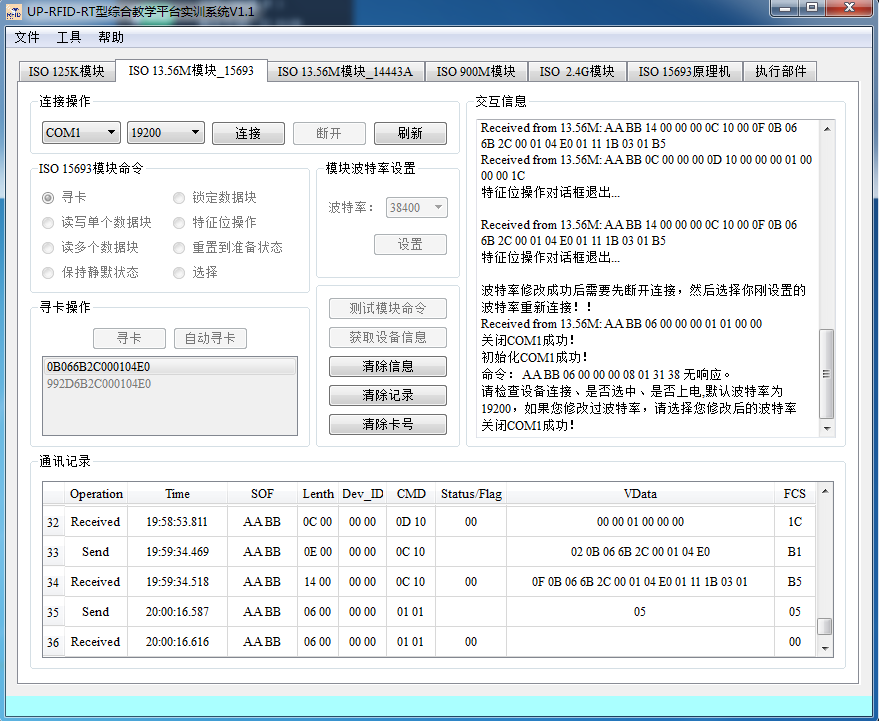 UP-RFID-RT型综合教学平台实训系统V1.1
文件 工具 帮助
ISO 125K模块 ISO 13.56M模块_15693 ISO 13.56M模块_14443A ISO 900M模块 ISO 2.4G模块 ISO 15693原理机 执行部件
连接操作
COM1 19200 连接 断开 刷新
ISO 15693模块命令
寻卡 锁定数据块
读写单个数据块 特征位操作
读多个数据块 重置到准备状态
保持静默状态 选择
模块波特率设置
波特率： 38400
设置
寻卡操作
寻卡 自动寻卡
0B066B2C000104E0
992D6B2C000104E0
测试模块命令
获取设备信息
清除信息
清除记录
清除卡号
交互信息
Received from 13.56M: AA BB 14 00 00 00 0C 10 00 0F 0B 06
6B 2C 00 01 04 E0 01 11 1B 03 01 B5
Received from 13.56M: AA BB 0C 00 00 00 0D 10 00 00 00 01 00
00 00 1C
特征位操作对话框退出...
Received from 13.56M: AA BB 14 00 00 00 0C 10 00 0F 0B 06
6B 2C 00 01 04 E0 01 11 1B 03 01 B5
特征位操作对话框退出...
波特率修改成功后需要先断开连接，然后选择你刚设置的
波特率重新连接！！
Received from 13.56M: AA BB 06 00 00 00 01 01 00 00
关闭COM1成功！
初始化COM1成功！
命令： AA BB 06 00 00 00 08 01 31 38 无响应。
请检查设备连接、是否选中、是否上电,默认波特率为
19200，如果您修改过波特率，请选择您修改后的波特率
关闭COM1成功！
通讯记录
Operation Time SOF Lenth Dev_ID CMD Status/Flag VData FCS
32 Received 19:58:53.811 AA BB 0C 00 00 00 0D 10 00 00 00 01 00 00 00 1C
33 Send 19:59:34.469 AA BB 0E 00 00 00 0C 10 02 0B 06 6B 2C 00 01 04 E0 B1
34 Received 19:59:34.518 AA BB 14 00 00 00 0C 10 00 0F 0B 06 6B 2C 00 01 04 E0 01 11 1B 03 01 B5
35 Send 20:00:16.587 AA BB 06 00 00 00 01 01 05 05
36 Received 20:00:16.616 AA BB 06 00 00 00 01 01 00 00